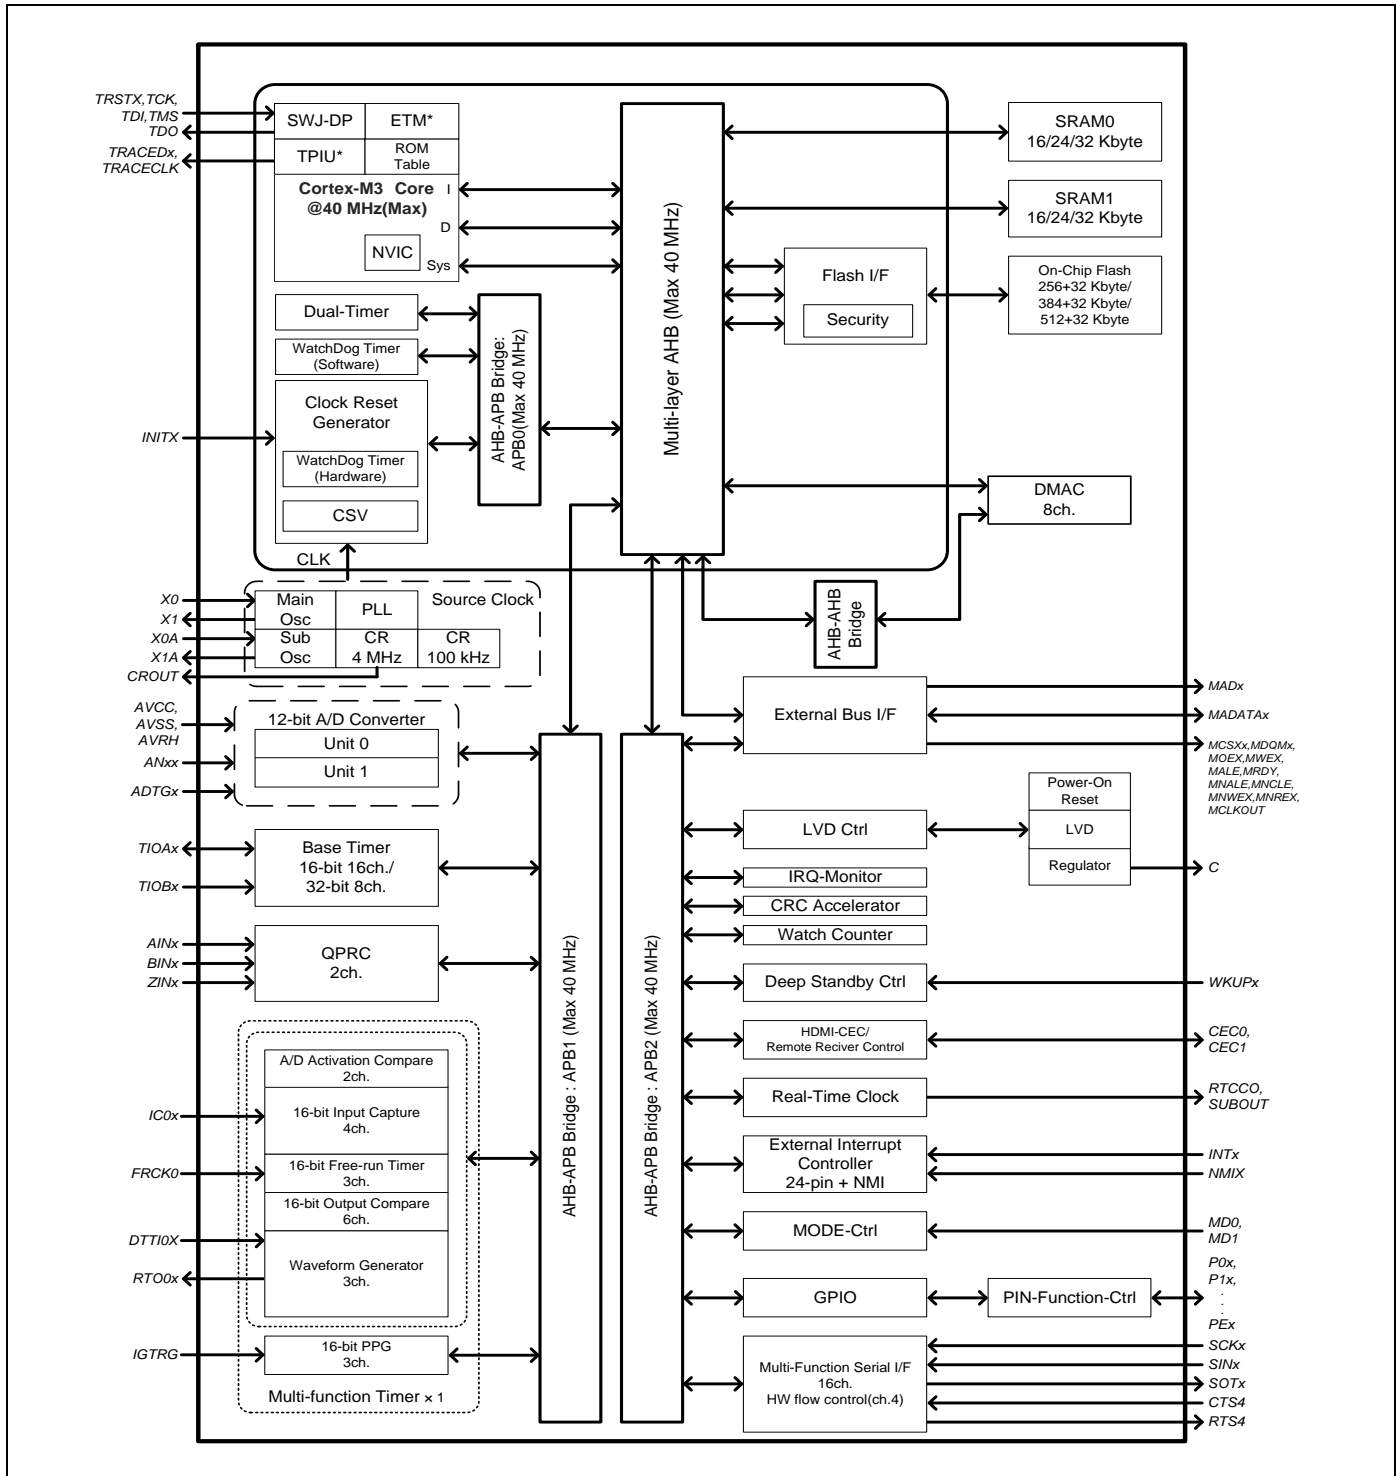 TRSTX,TCK,
TDI,TMS
TDO
TRACEDx,
TRACECLK
SWJ-DP
ETM*
TPIU*
ROM
Table
Cortex-M3 Core
@40 MHz(Max)
I
D
Sys
NVIC
Multi-layer AHB (Max 40 MHz)
SRAM0
16/24/32 Kbyte
SRAM1
16/24/32 Kbyte
Flash I/F
Security
On-Chip Flash
256+32 Kbyte/
384+32 Kbyte/
512+32 Kbyte
Dual-Timer
WatchDog Timer
(Software)
AHB-APB Bridge:
APB0(Max 40 MHz)
INITX
Clock Reset
Generator
WatchDog Timer
(Hardware)
CSV
CLK
DMAC
8ch.
AHB-AHB
Bridge
X0
X1
X0A
X1A
CROUT
Main
Osc
PLL
Source Clock
Sub
Osc
CR
4 MHz
CR
100 kHz
AVCC,
AVSS,
AVRH
ANxx
ADTGx
12-bit A/D Converter
Unit 0
Unit 1
TIOAx
TIOBx
Base Timer
16-bit 16ch./
32-bit 8ch.
AINx
BINx
ZINx
QPRC
2ch.
A/D Activation Compare
2ch.
IC0x
16-bit Input Capture
4ch.
FRCK0
16-bit Free-run Timer
3ch.
16-bit Output Compare
6ch.
DTTI0X
RTO0x
Waveform Generator
3ch.
IGTRG
16-bit PPG
3ch.
Multi-function Timer × 1
AHB-APB Bridge : APB1 (Max 40 MHz)
AHB-APB Bridge : APB2 (Max 40 MHz)
External Bus I/F
MADx
MADATAx
MCSXx,MDQMx,
MOEX,MWEX,
MALE,MRDY,
MNALE,MNCLE,
MNWEX,MNREX,
MCLKOUT
LVD Ctrl
Power-On
Reset
LVD
Regulator
C
IRQ-Monitor
CRC Accelerator
Watch Counter
Deep Standby Ctrl
WKUPx
HDMI-CEC/
Remote Reciver Control
CEC0,
CEC1
Real-Time Clock
RTCCO,
SUBOUT
External Interrupt
Controller
24-pin + NMI
INTx
NMIX
MODE-Ctrl
MD0,
MD1
GPIO
PIN-Function-Ctrl
P0x,
P1x,
.
.
.
PEx
Multi-Function Serial I/F
16ch.
HW flow control(ch.4)
SCKx
SINx
SOTx
CTS4
RTS4